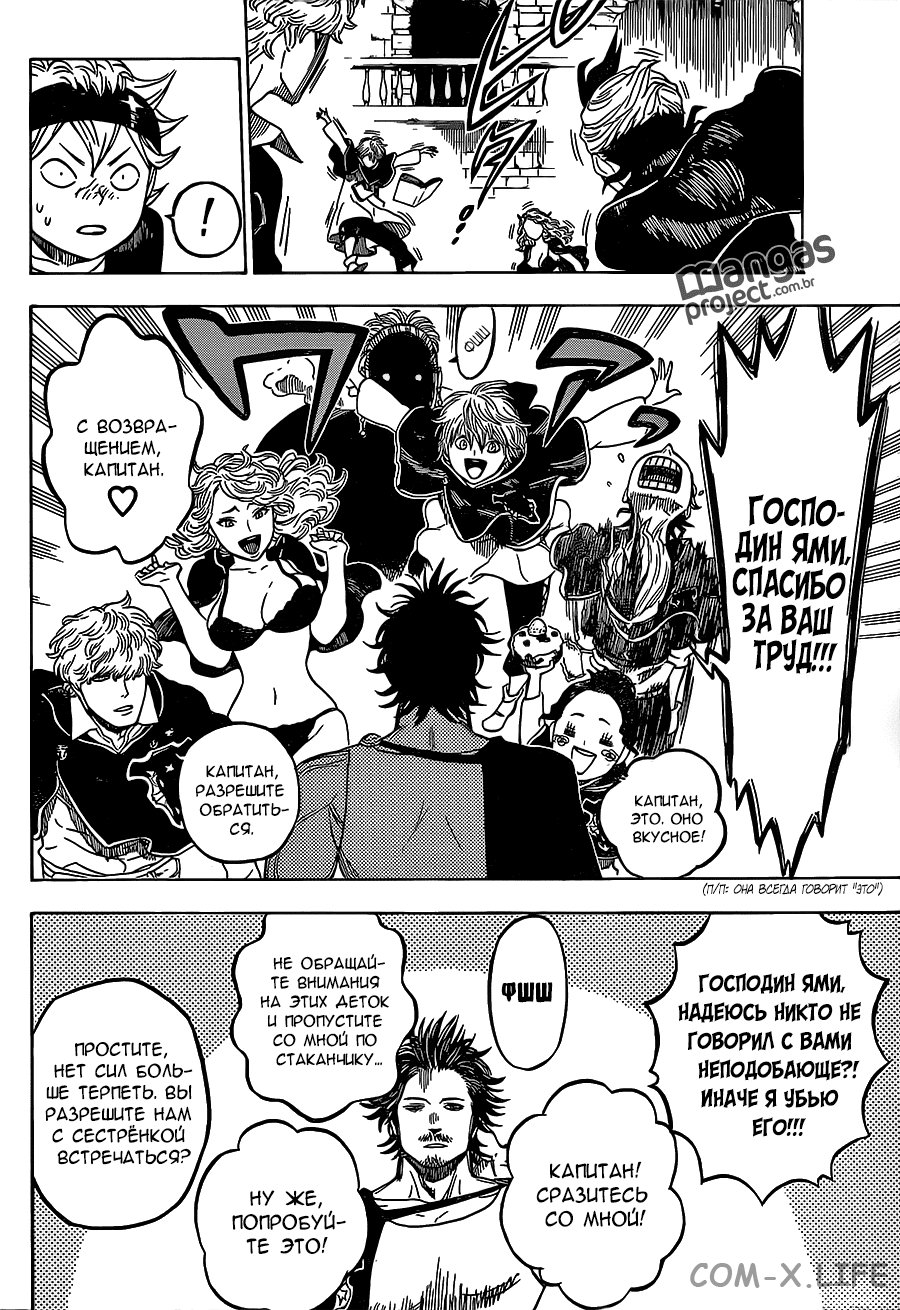 !
Mangas
project.com.br
С ВОЗВРА-
ЩЕНИЕМ,
КАПИТАН.
♡
ФШШ
ГОСПО-
ДИН ЯМИ,
СПАСИБО
ЗА ВАШ
ТРУД!!!
КАПИТАН,
РАЗРЕШИТЕ
ОБРАТИТЬ-
СЯ.
КАПИТАН,
ЭТО. ОНО
ВКУСНОЕ!
(П/П: ОНА ВСЕГДА ГОВОРИТ "ЭТО")
ГОСПОДИН ЯМИ,
НАДЕЮСЬ НИКТО НЕ
ГОВОРИЛ С ВАМИ
НЕПОДОБАЮЩЕ?!
ИНАЧЕ Я УБЬЮ
ЕГО!!!
ФШШ
НЕ ОБРАЩАЙ-
ТЕ ВНИМАНИЯ
НА ЭТИХ ДЕТОК
И ПРОПУСТИТЕ
СО МНОЙ ПО
СТАКАНЧИКУ...
ПРОСТИТЕ,
НЕТ СИЛ БОЛЬ-
ШЕ ТЕРПЕТЬ. ВЫ
РАЗРЕШИТЕ НАМ
С СЕСТРЁНКОЙ
ВСТРЕЧАТЬСЯ?
КАПИТАН!
СРАЗИТЕСЬ
СО МНОЙ!
НУ ЖЕ,
ПОПРОБУЙ-
ТЕ ЭТО!
COM-X.LIFE